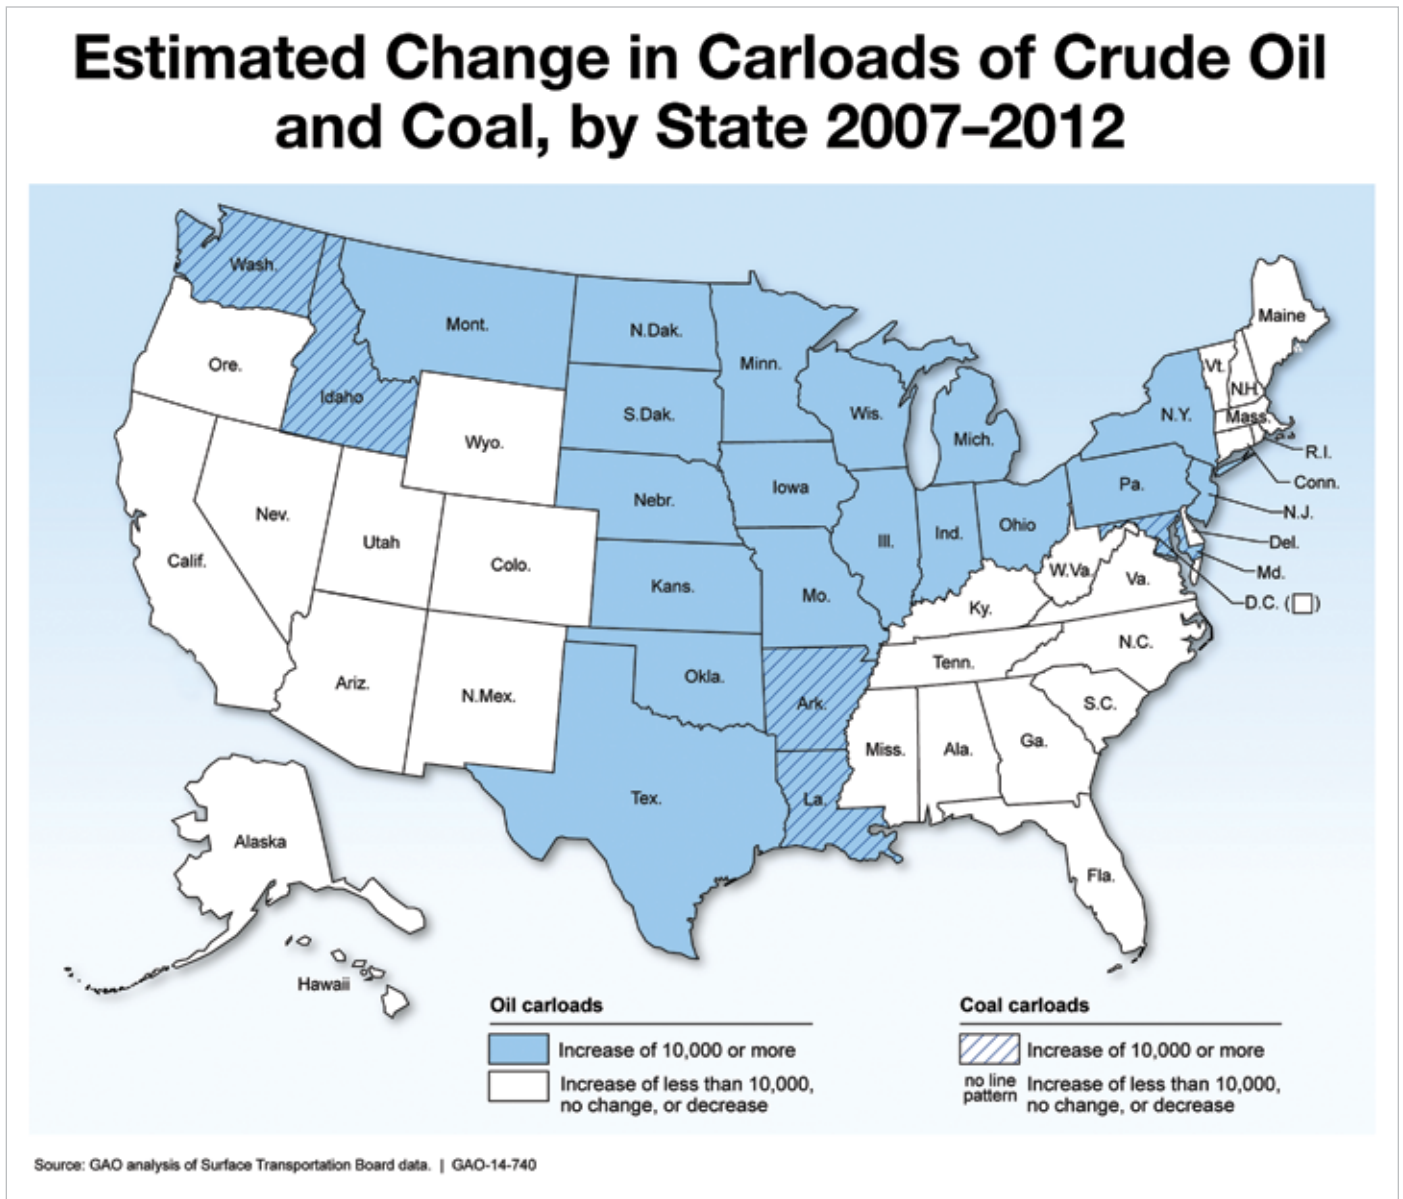 Estimated Change in Carloads of Crude Oil
and Coal, by State 2007–2012
Wash.
Mont.
N.Dak.
Minn.
Maine
Ore.
Idaho
Vt.
N.H.
S.Dak.
Wis.
Mich.
N.Y.
Mass.
Wyo.
R.I.
Conn.
Nebr.
Iowa
Pa.
N.J.
Nev.
Utah
Colo.
Ill.
Ind.
Ohio
Del.
Calif.
Kans.
Mo.
W.Va.
Va.
Md.
Ky.
D.C. ( )
Ariz.
N.Mex.
Okla.
Tenn.
N.C.
Ark.
S.C.
Miss.
Ala.
Ga.
Tex.
La.
Alaska
Fla.
Hawaii
Oil carloads
Increase of 10,000 or more
Increase of less than 10,000,
no change, or decrease
Coal carloads
Increase of 10,000 or more
no line
pattern
Increase of less than 10,000,
no change, or decrease
Source: GAO analysis of Surface Transportation Board data. | GAO-14-740